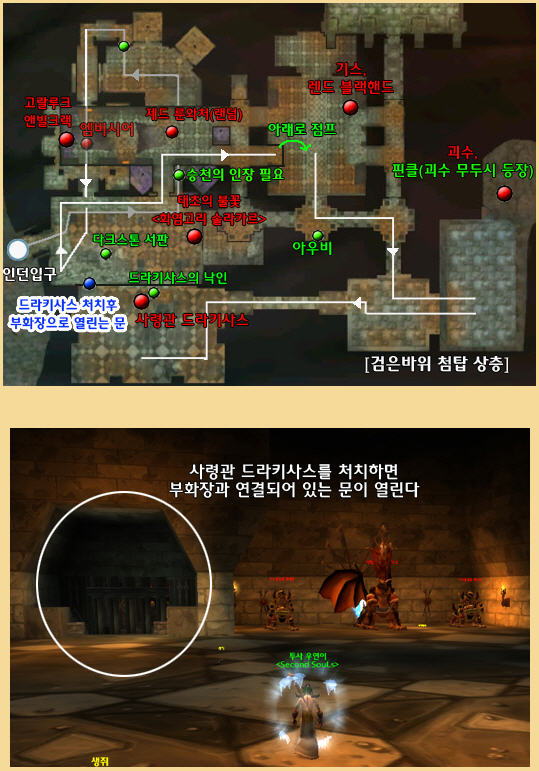 기스,
렌드 블랙핸드
고랄루크
앤빌크랙
엠버시어
제드 룬와처(랜덤)
아래로 점프
괴수,
핀클(괴수 무두시 등장)
승천의 인장 필요
태초의 불꽃
<화염고리 솔라카르>
다크스톤 서판
아우비
인던입구
드라키사스의 낙인
드라키사스 처치후
부화장으로 열리는 문
사령관 드라키사스
[검은바위 첨탑 상층]
사령관 드라키사스를 처치하면
부화장과 연결되어 있는 문이 열린다
투사 우연이
<Second SouLs>
생쥐